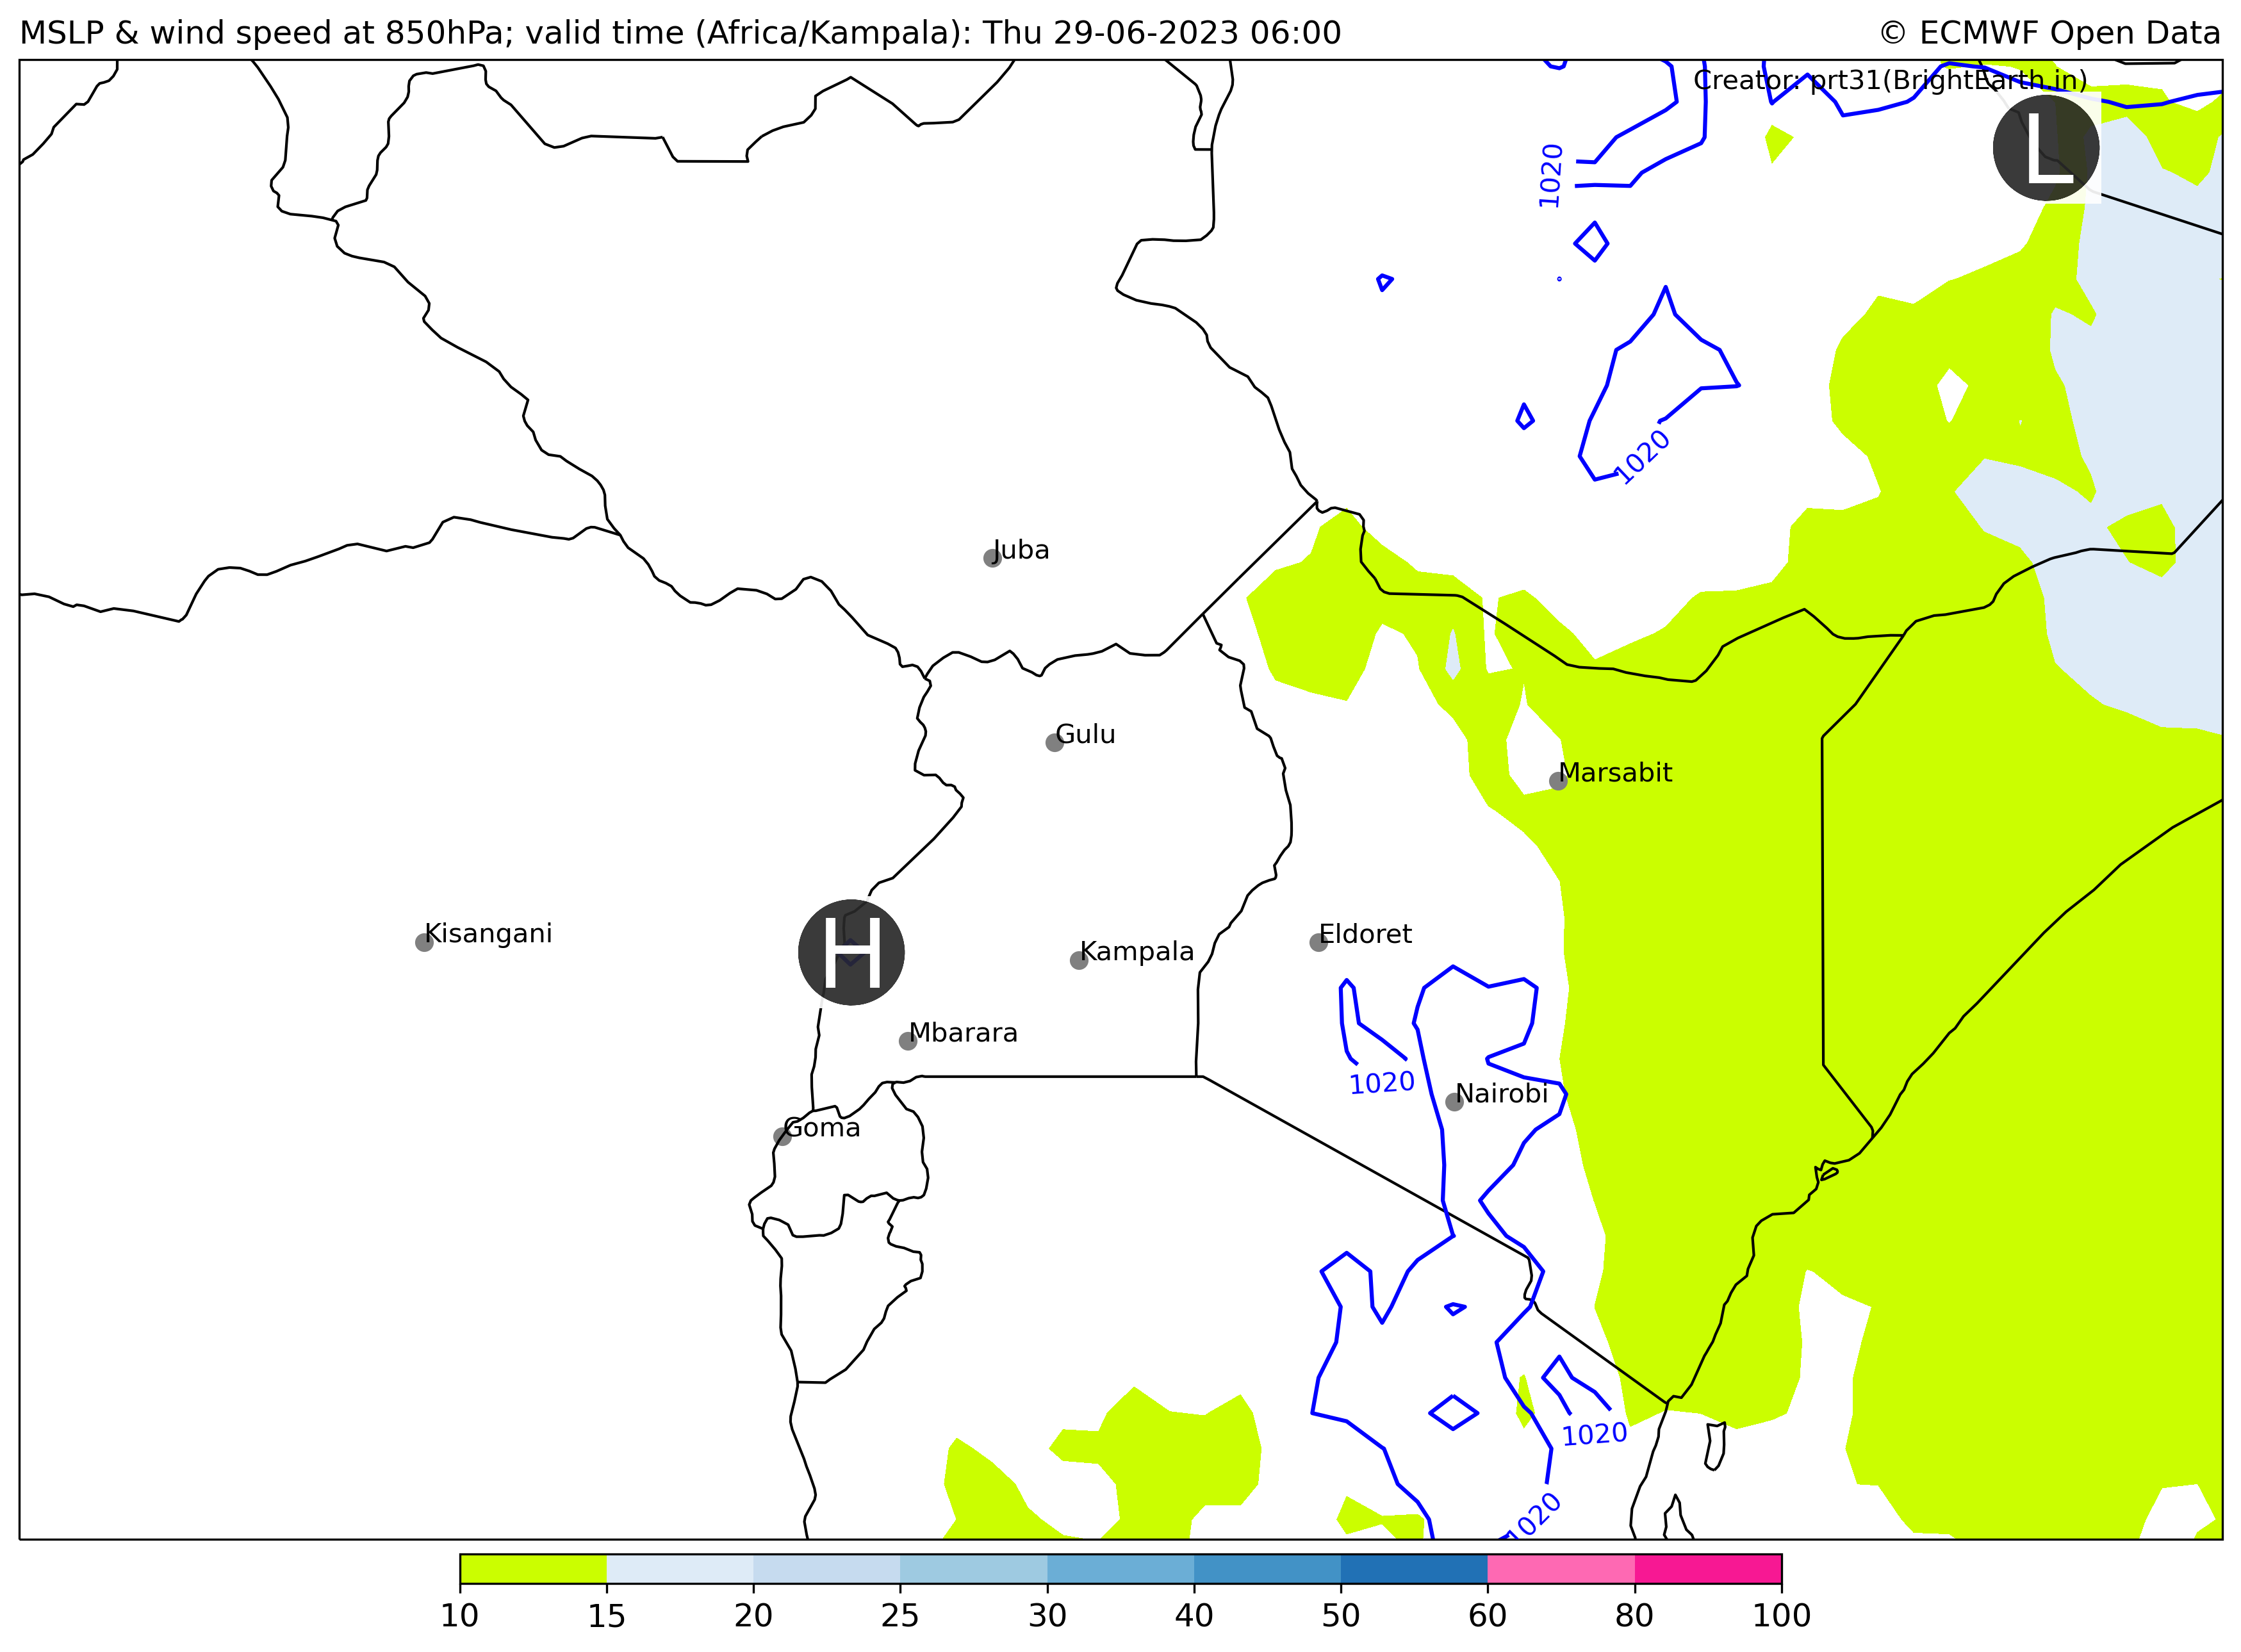 MSLP & wind speed at 850hPa; valid time (Africa/Kampala): Thu 29-06-2023 06:00
© ECMWF Open Data
Creator: prt31(BrightEarth.in)
L
1020
1020
Juba
Gulu
Marsabit
Kisangani
H
Kampala
Eldoret
Mbarara
1020
Nairobi
Goma
1020
1020
10 15 20 25 30 40 50 60 80 100